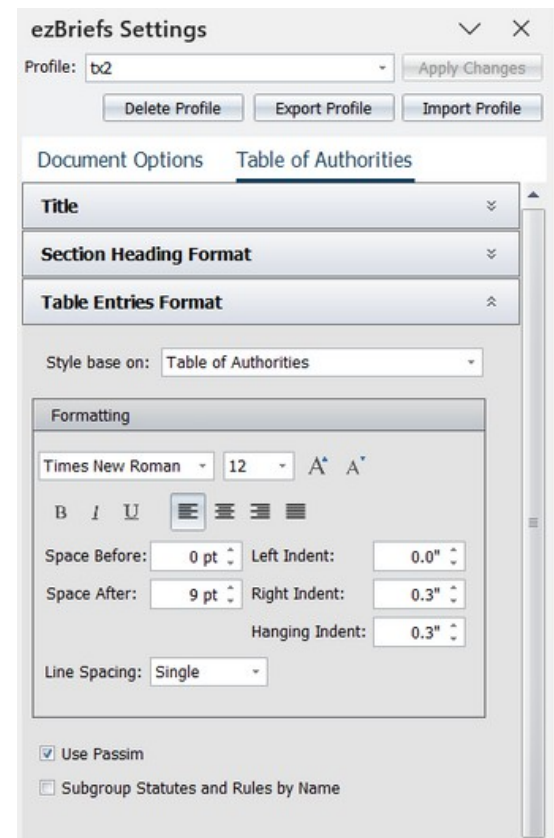 ezBriefs Settings
Profile: tx2 Apply Changes
Delete Profile Export Profile Import Profile
Document Options Table of Authorities
Title
Section Heading Format
Table Entries Format
Style base on: Table of Authorities
Formatting
Times New Roman 12 A A
B I U
Space Before: 0 pt Left Indent: 0.0"
Space After: 9 pt Right Indent: 0.3"
Hanging Indent: 0.3"
Line Spacing: Single
Use Passim
Subgroup Statutes and Rules by Name